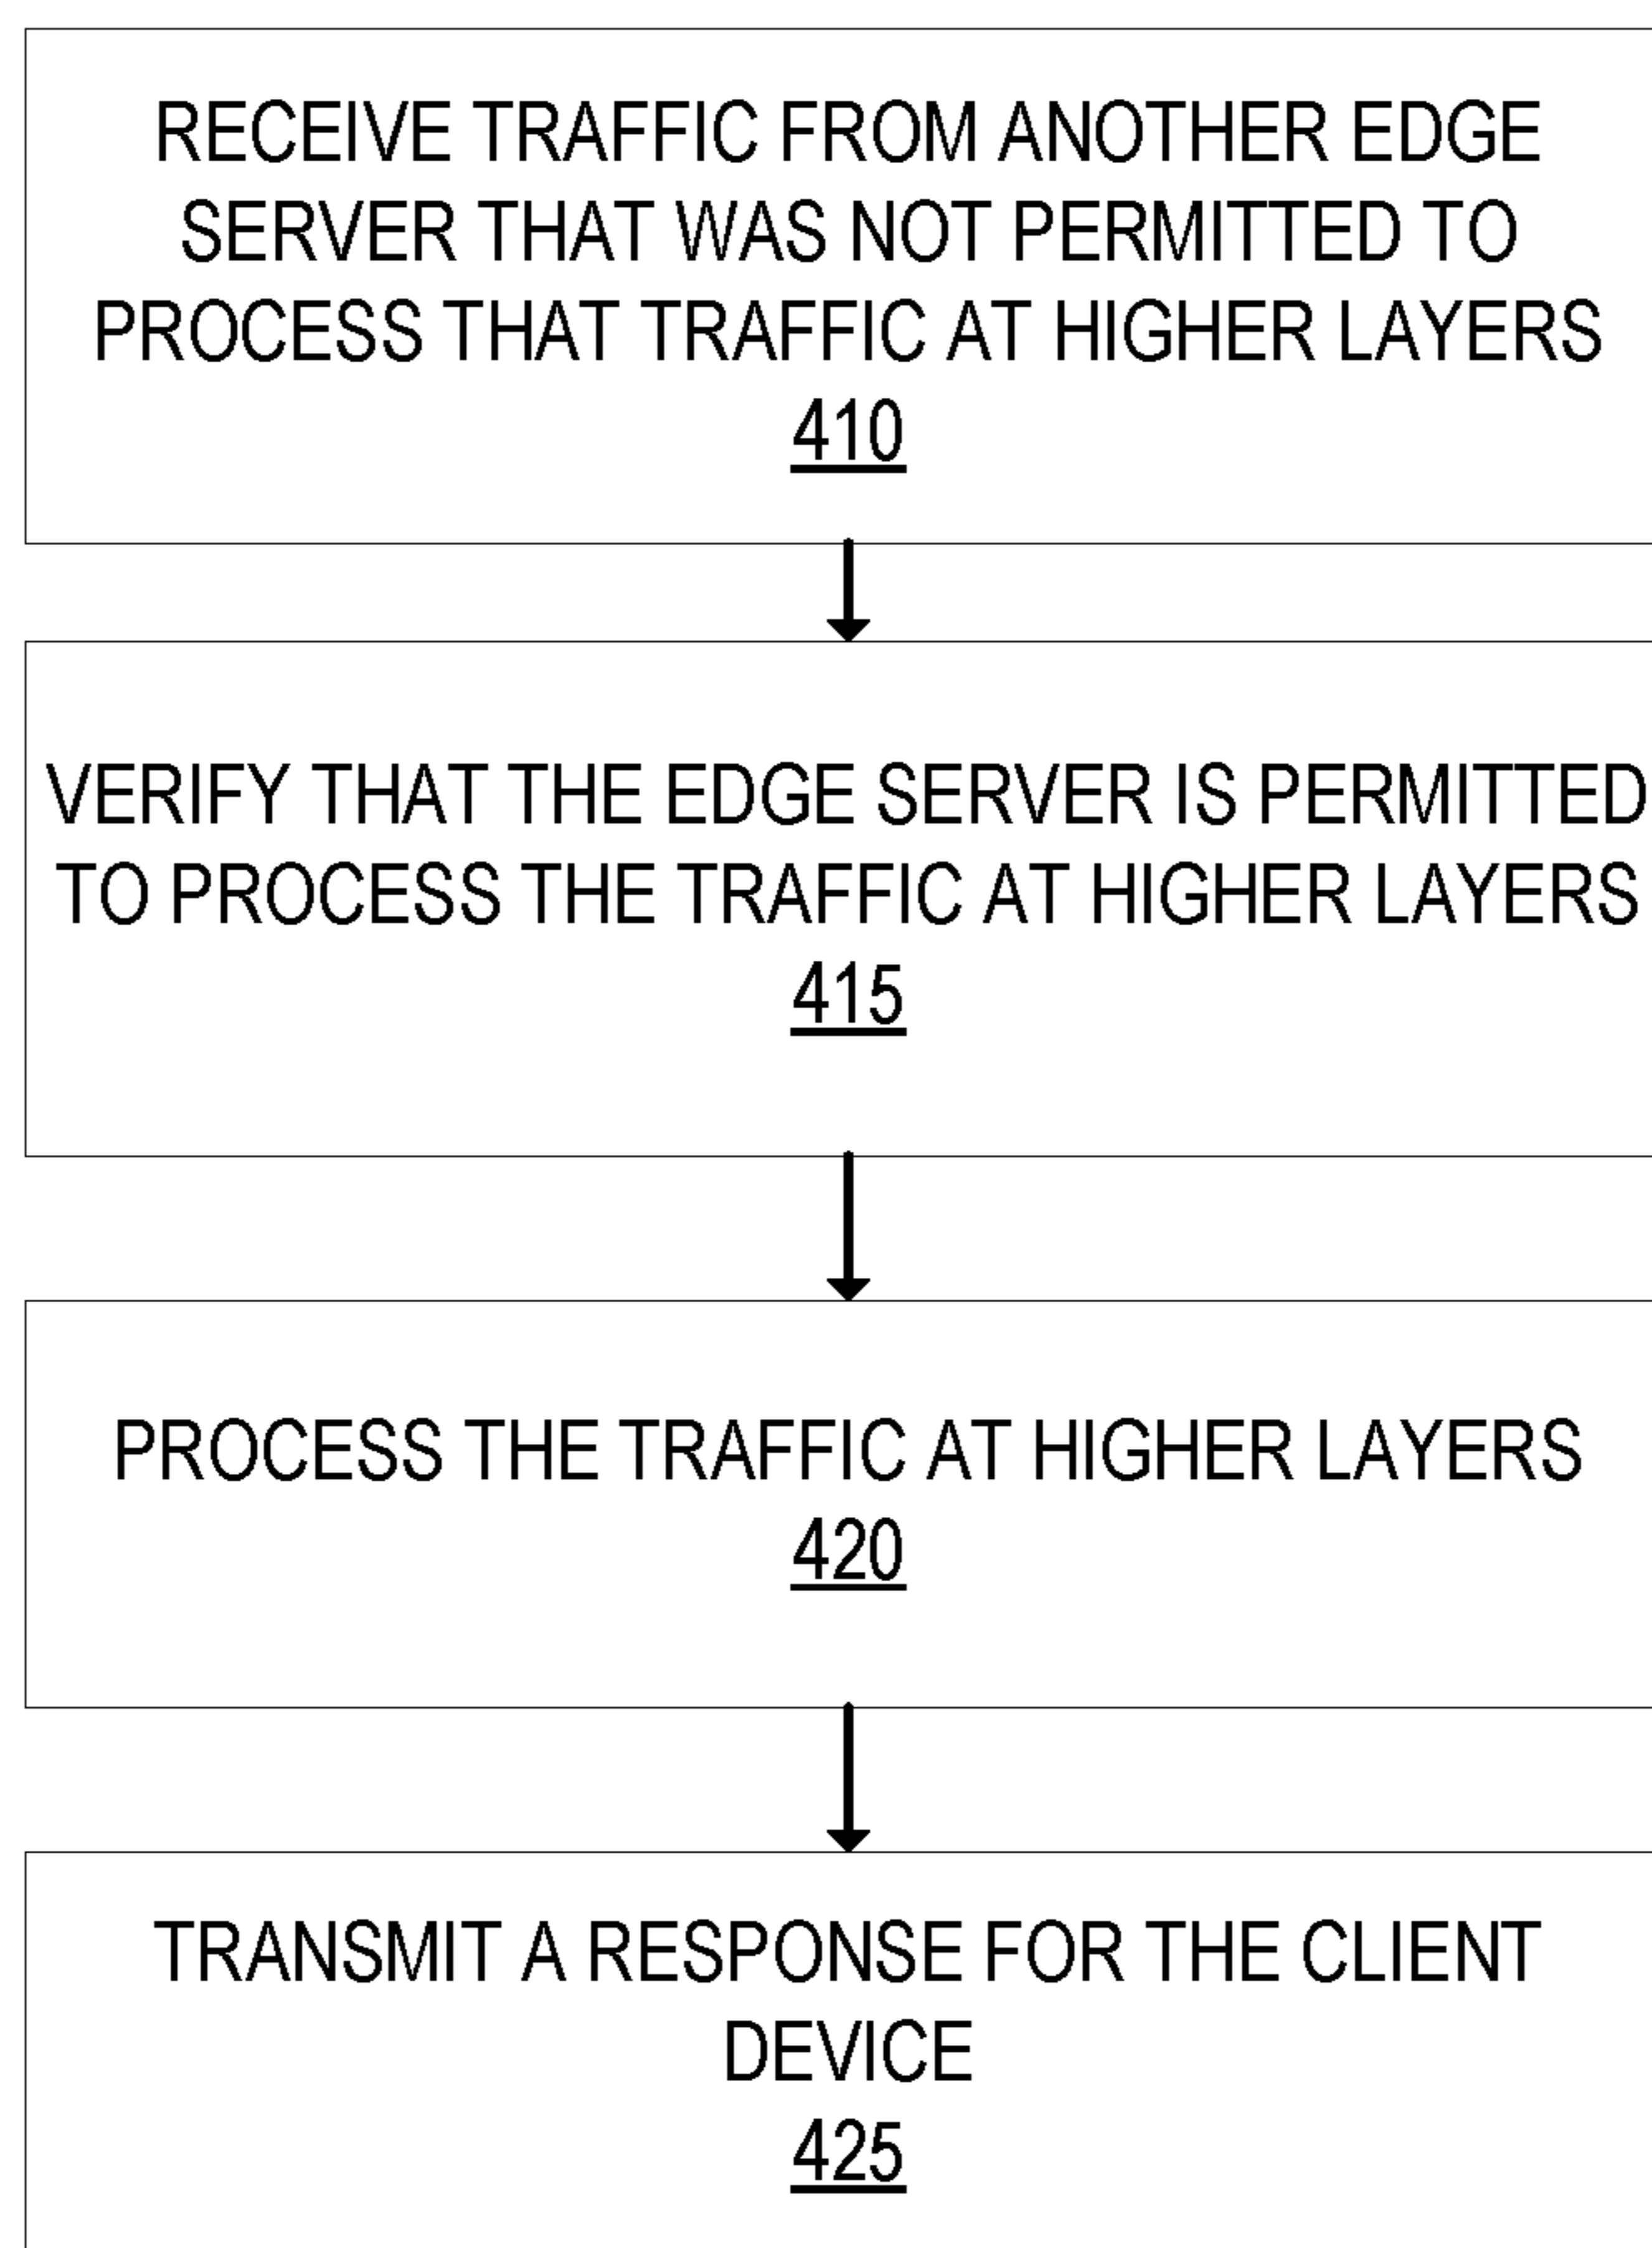 RECEIVE TRAFFIC FROM ANOTHER EDGE
SERVER THAT WAS NOT PERMITTED TO
PROCESS THAT TRAFFIC AT HIGHER LAYERS
410
VERIFY THAT THE EDGE SERVER IS PERMITTED
TO PROCESS THE TRAFFIC AT HIGHER LAYERS
415
PROCESS THE TRAFFIC AT HIGHER LAYERS
420
TRANSMIT A RESPONSE FOR THE CLIENT
DEVICE
425